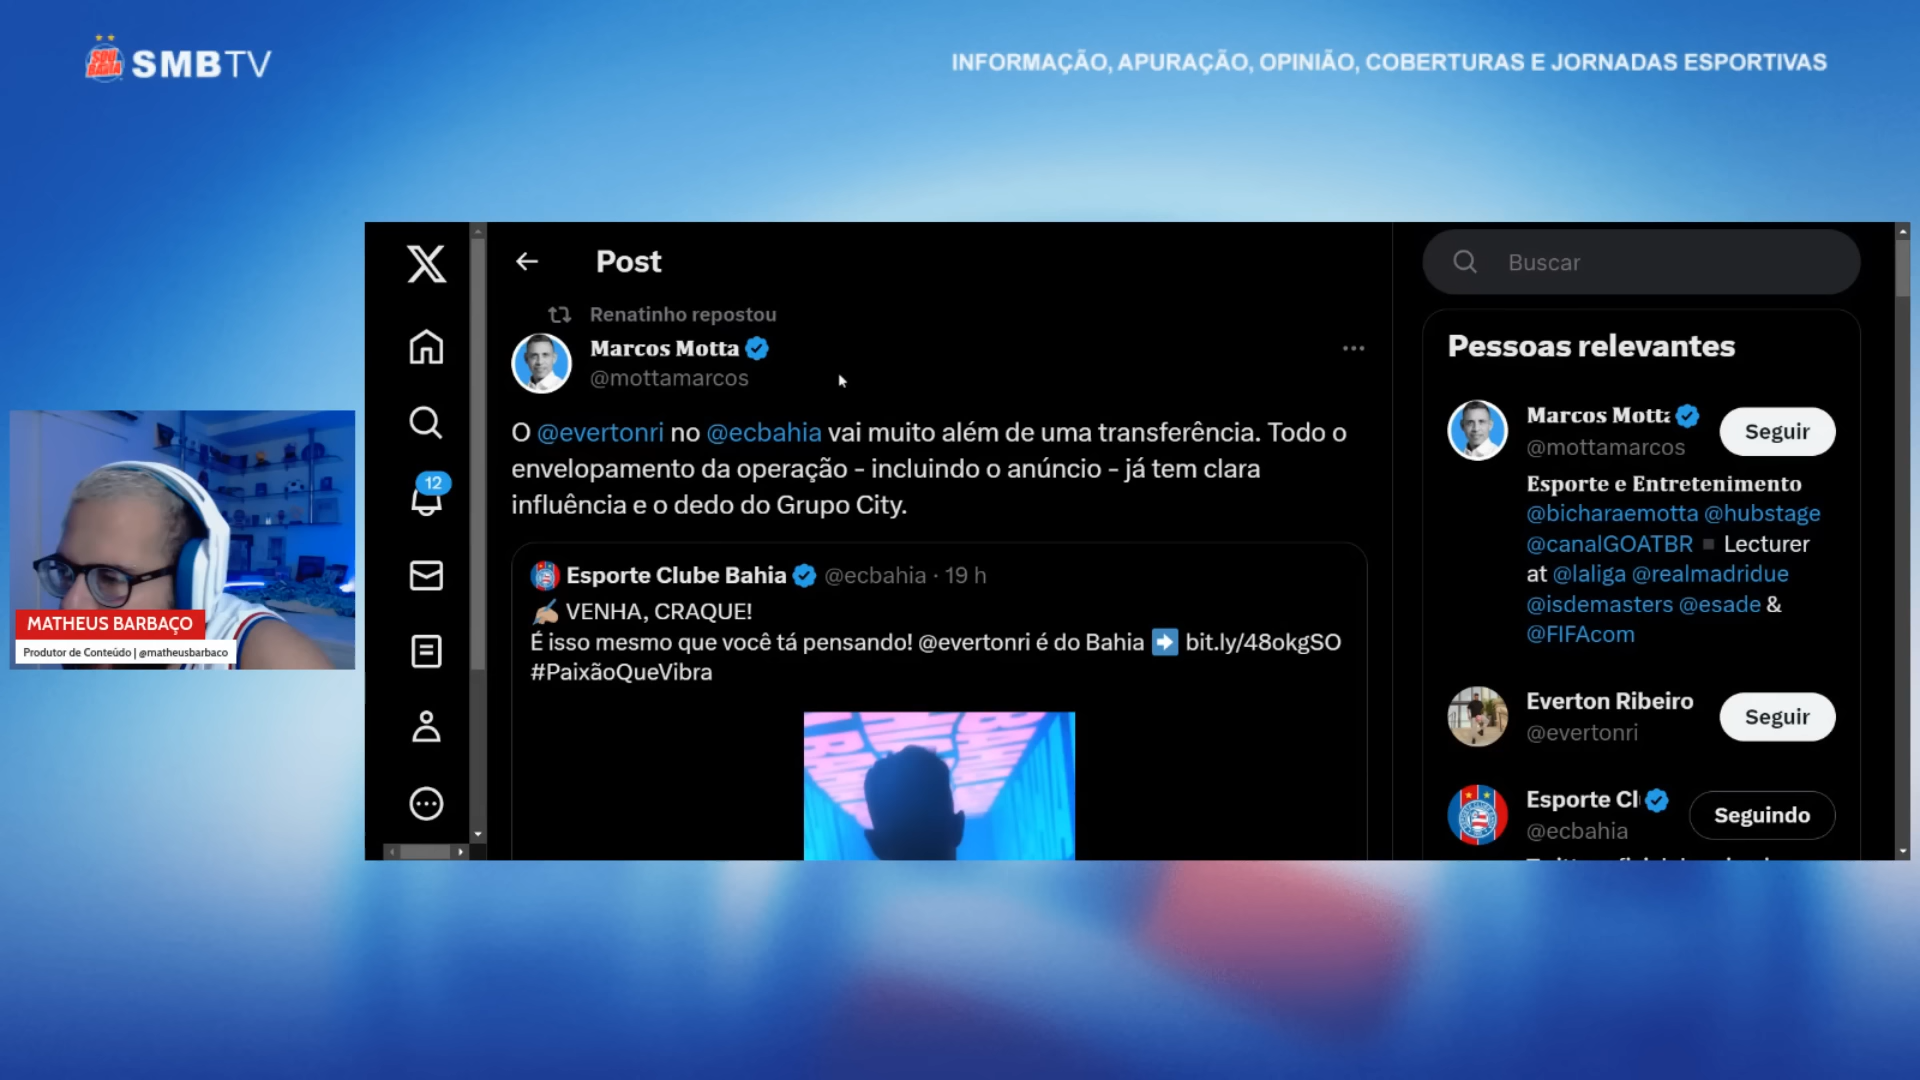 SOU BAHIA
SMBTV
INFORMAÇÃO, APURAÇÃO, OPINIÃO, COBERTURAS E JORNADAS ESPORTIVAS
Post
Renatinho repostou
Marcos Motta
@mottamarcos
O @evertonri no @ecbahia vai muito além de uma transferência. Todo o
envelopamento da operação - incluindo o anúncio - já tem clara
influência e o dedo do Grupo City.
Esporte Clube Bahia @ecbahia · 19 h
VENHA, CRAQUE!
É isso mesmo que você tá pensando! @evertonri é do Bahia ➡️ bit.ly/48okgSO
#PaixãoQueVibra
12
Buscar
Pessoas relevantes
Marcos Mott
@mottamarcos
Seguir
Esporte e Entretenimento
@bicharaemotta @hubstage
@canalGOATBR ▪ Lecturer
at @laliga @realmadridue
@isdemasters @esade &
@FIFAcom
Everton Ribeiro
@evertonri
Seguir
Esporte Cl
@ecbahia
Seguindo
MATHEUS BARBAÇO
Produtor de Conteúdo | @matheusbarbaco